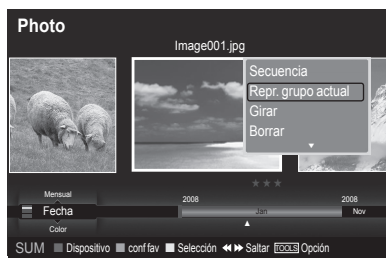 Photo
Image001.jpg
Secuencia
Repr. grupo actual
Girar
Borrar
Mensual
Fecha
Color
2008
2008
Jan
Nov
SUM Dispositivo conf fav Selección Saltar TOOLS Opción